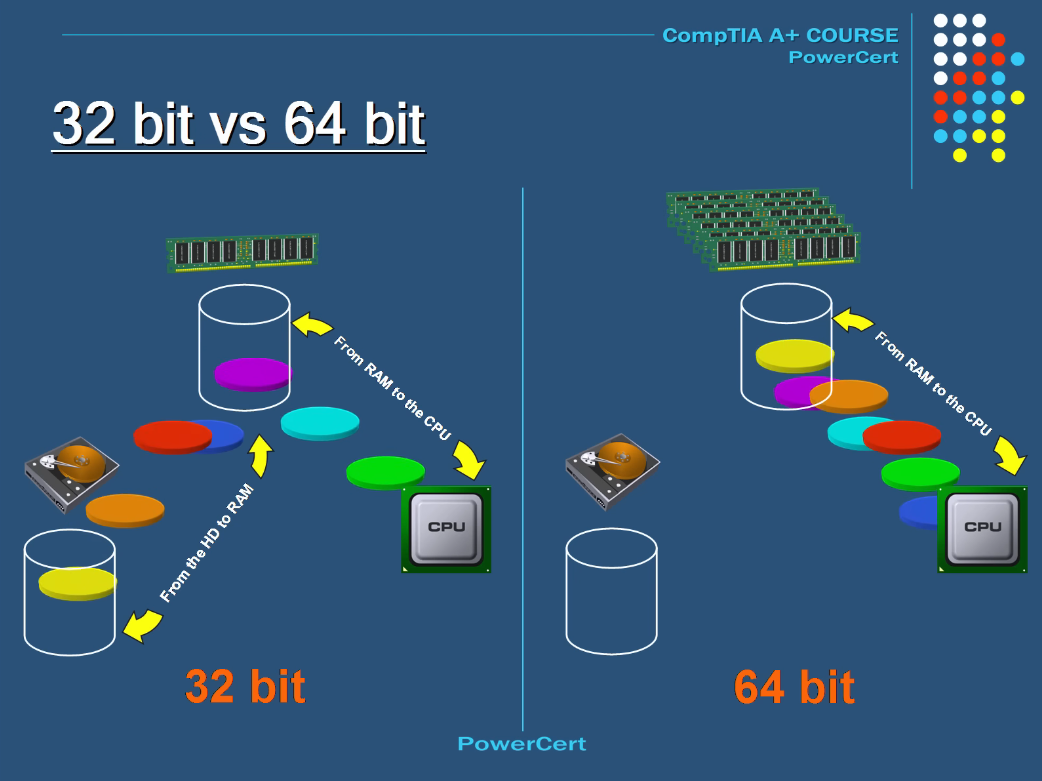 CompTIA A+ COURSE
PowerCert
32 bit vs 64 bit
From RAM to the CPU
From the HD to RAM
CPU
32 bit
From RAM to the CPU
CPU
64 bit
PowerCert